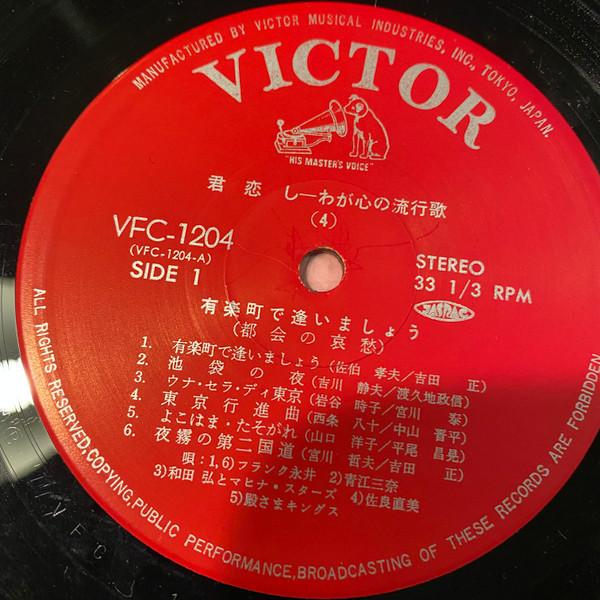 MANUFACTURED BY VICTOR MUSICAL INDUSTRIES, INC., TOKYO, JAPAN.
VICTOR
"HIS MASTER'S VOICE"
君恋しーわが心の流行歌
(4)
VFC-1204
(VFC-1204-A)
SIDE 1
STEREO
33 1/3 RPM
JASRAC
有楽町で逢いましょう
(都会の哀愁)
1. 有楽町で逢いましょう(佐伯 孝夫/吉田 正)
2. 池袋の夜(吉川 静夫/渡久地政信)
3. ウナ・セラ・ディ東京(岩谷 時子/宮川 泰)
4. 東京行進曲(西条 八十/中山 晋平)
5. よこはま・たそがれ(山口 洋子/平尾 昌晃)
6. 夜霧の第二国道(宮川 哲夫/吉田 正)
唄:1,6)フランク永井 2)青江三奈
3)和田 弘とマヒナ・スターズ 4)佐良直美
5)殿さまキングス
ALL RIGHTS RESERVED,COPYING,PUBLIC PERFORMANCE,BROADCASTING OF THESE RECORDS ARE FORBIDDEN